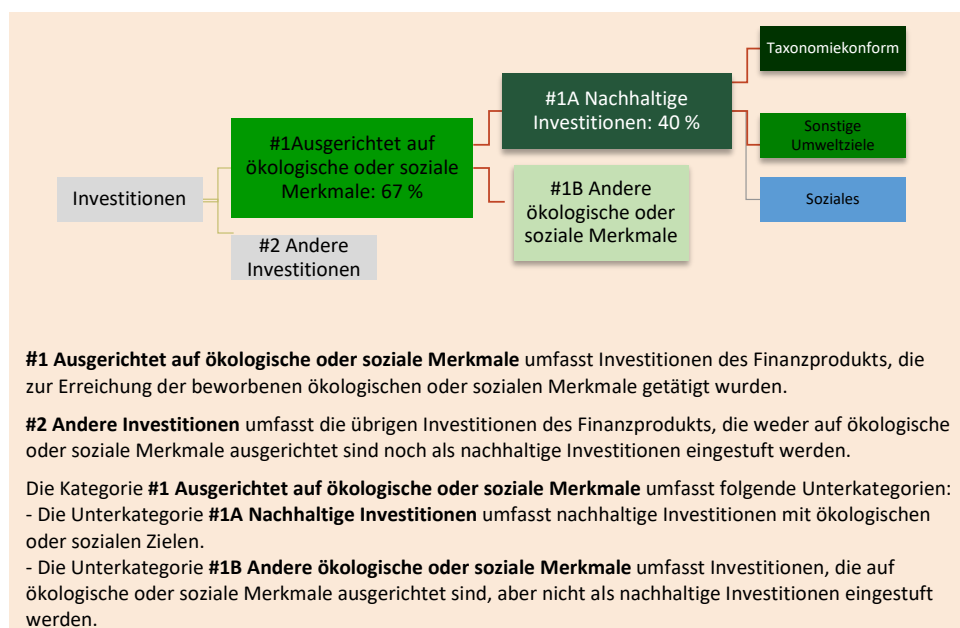 Taxonomiekonform
#1A Nachhaltige
Investitionen: 40 %
#1Ausgerichtet auf
ökologische oder soziale
Merkmale: 67 %
Sonstige
Umweltziele
Investitionen
#1B Andere
ökologische oder
soziale Merkmale
Soziales
#2 Andere
Investitionen
#1 Ausgerichtet auf ökologische oder soziale Merkmale umfasst Investitionen des Finanzprodukts, die
zur Erreichung der beworbenen ökologischen oder sozialen Merkmale getätigt wurden.
#2 Andere Investitionen umfasst die übrigen Investitionen des Finanzprodukts, die weder auf ökologische
oder soziale Merkmale ausgerichtet sind noch als nachhaltige Investitionen eingestuft werden.
Die Kategorie #1 Ausgerichtet auf ökologische oder soziale Merkmale umfasst folgende Unterkategorien:
- Die Unterkategorie #1A Nachhaltige Investitionen umfasst nachhaltige Investitionen mit ökologischen
oder sozialen Zielen.
- Die Unterkategorie #1B Andere ökologische oder soziale Merkmale umfasst Investitionen, die auf
ökologische oder soziale Merkmale ausgerichtet sind, aber nicht als nachhaltige Investitionen eingestuft
werden.